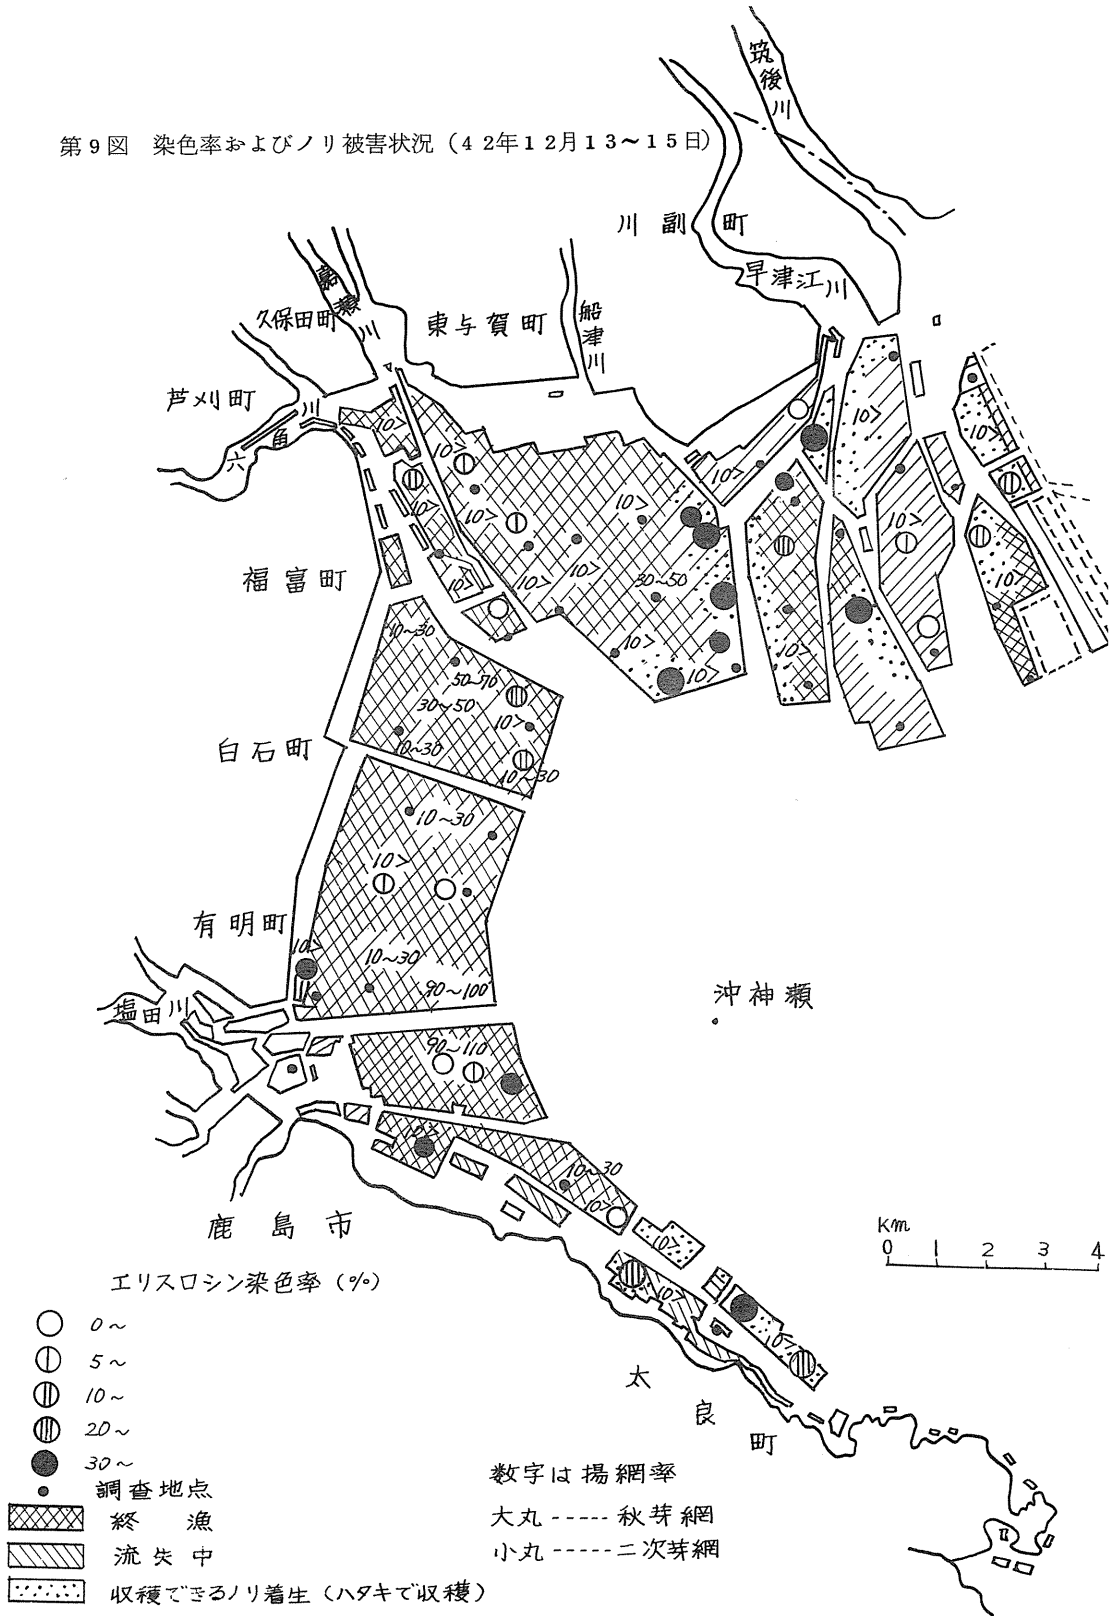 第9図 染色率およびノリ被害状況(42年12月13~15日)
筑後川
川副町
早津江川
嘉瀬川
久保田町
東与賀町
船津川
芦刈町
六角川
10>
10>
10>
10>
10>
10>
10>
10>
10>
10>
10>
30~50
10>
10>
10>
10>
10>
10>
10>
福富町
10~30
50~70
30~50
10>
10~30
10~30
白石町
10~30
10>
有明町
10>
10~30
90~100
塩田川
沖神瀬
90~110
10>
10~30
10>
10>
10>
10>
鹿島市
Km
0 1 2 3 4
太良町
エリスロシン染色率(%)
0~
5~
10~
20~
30~
調査地点
終漁
流失中
収穫できるノリ着生(ハタキで収穫)
数字は揚網率
大丸-----秋芽網
小丸-----二次芽網